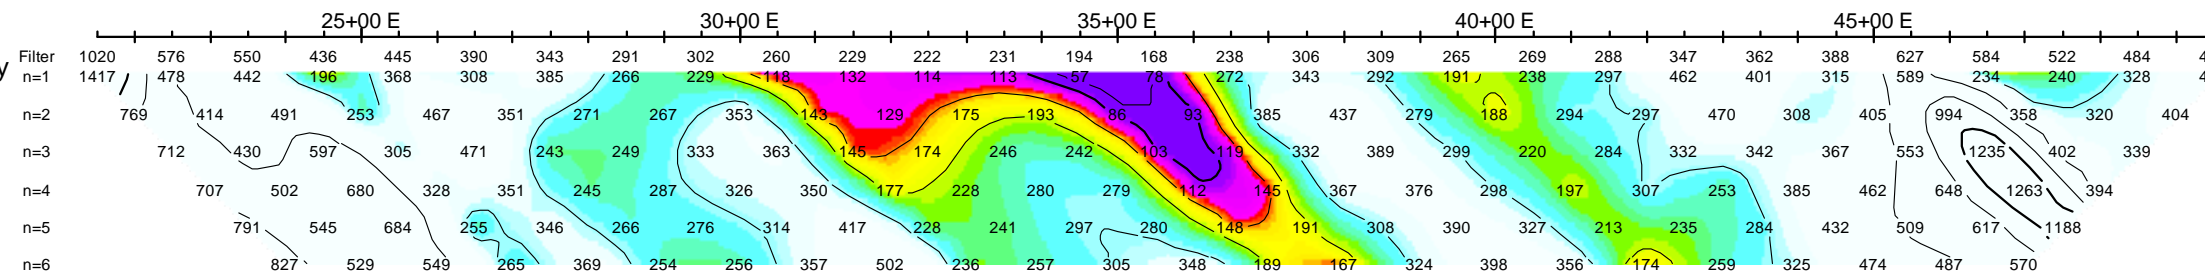 25+00 E 30+00 E 35+00 E 40+00 E 45+00 E
y Filter 1020 576 550 436 445 390 343 291 302 260 229 222 231 194 168 238 306 309 265 269 288 347 362 388 627 584 522 484
n=1 1417 478 442 196 368 308 385 266 229 118 132 114 113 57 78 272 343 292 191 238 297 462 401 315 589 234 240 328
n=2 769 414 491 253 467 351 271 267 353 143 129 175 193 86 93 385 437 279 188 294 297 470 308 405 994 358 320 404
n=3 712 430 597 305 471 243 249 333 363 145 174 246 242 103 119 332 389 299 220 284 332 342 367 553 1235 402 339
n=4 707 502 680 328 351 245 287 326 350 177 228 280 279 112 145 367 376 298 197 307 253 385 462 648 1263 394
n=5 791 545 684 255 346 266 276 314 417 228 241 297 280 148 191 308 390 327 213 235 284 432 509 617 1188
n=6 827 529 549 265 369 254 256 357 502 236 257 305 348 189 167 324 398 356 174 259 325 474 487 570